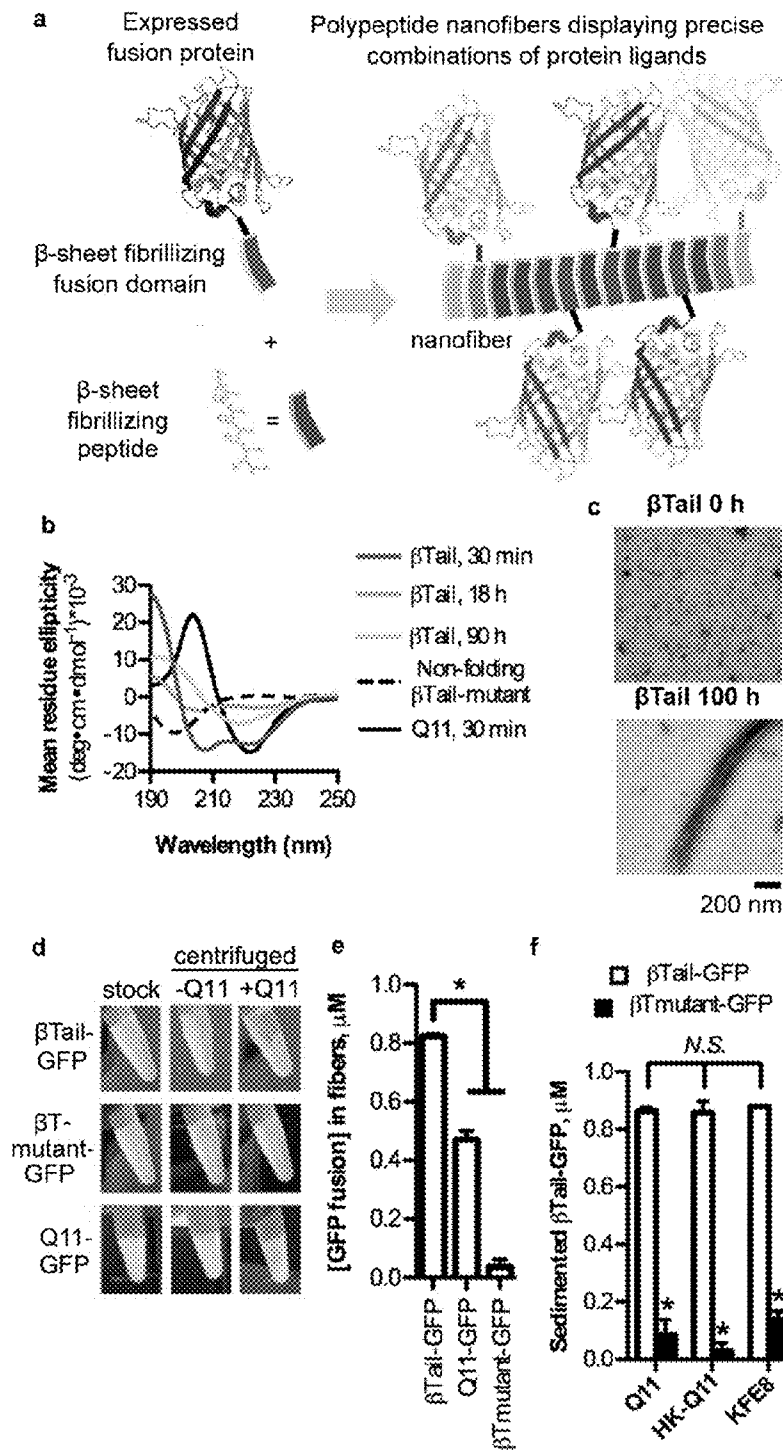 a
Expressed
fusion protein
Polypeptide nanofibers displaying precise
combinations of protein ligands
β-sheet fibrillizing
fusion domain
+
nanofiber
β-sheet
fibrillizing
peptide
=
b
Mean residue ellipticity
(deg•cm•dmol⁻¹)*10⁻³
30
20
10
0
-10
-20
190
210
230
250
Wavelength (nm)
βTail, 30 min
βTail, 18 h
βTail, 90 h
Non-folding
βTail-mutant
Q11, 30 min
c
βTail 0 h
βTail 100 h
200 nm
d
centrifuged
stock
-Q11
+Q11
βTail-
GFP
βT-
mutant-
GFP
Q11-
GFP
e
[GFP fusion] in fibers, µM
1.0
0.8
0.6
0.4
0.2
0.0
*
βTail-GFP
Q11-GFP
βTmutant-GFP
f
βTail-GFP
βTmutant-GFP
N.S.
Sedimented βTail-GFP, µM
1.0
0.8
0.6
0.4
0.2
0.0
*
*
*
Q11
HK-Q11
KFE8